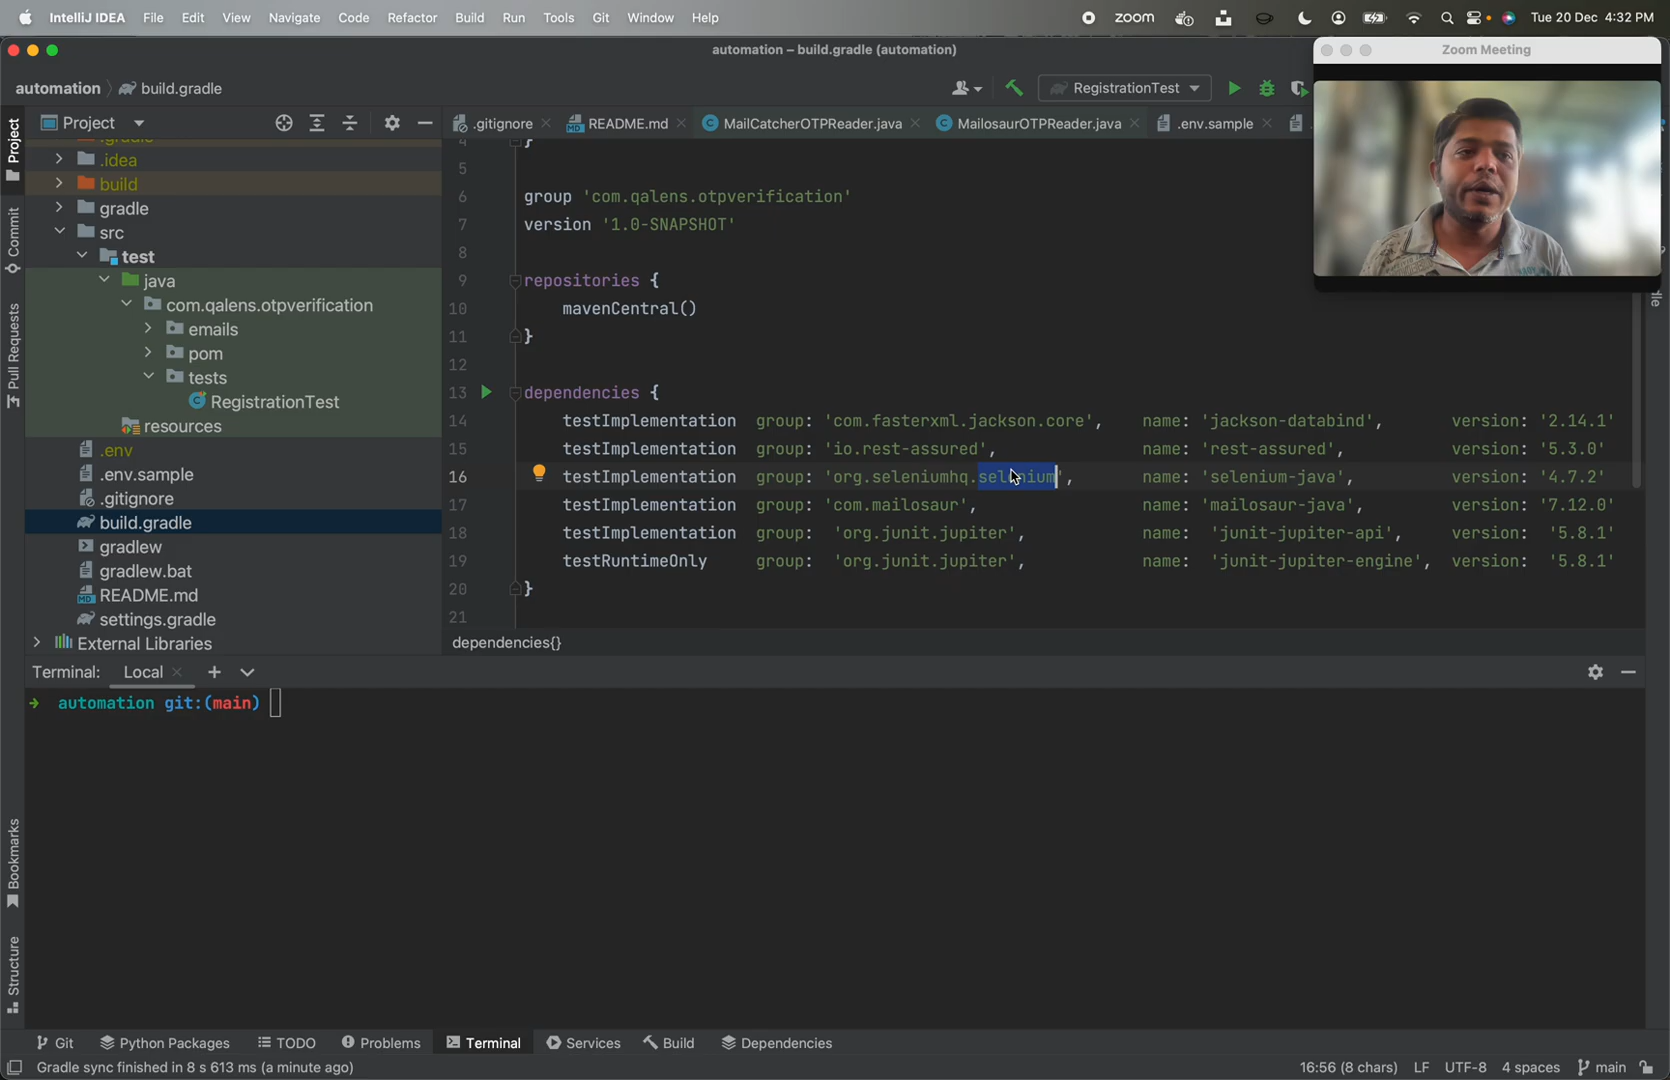 IntelliJ IDEA File Edit View Navigate Code Refactor Build Run Tools Git Window Help zoom Tue 20 Dec 4:32 PM
automation – build.gradle (automation)
Zoom Meeting
automation build.gradle
RegistrationTest
Project
.gitignore README.md MailCatcherOTPReader.java MailosaurOTPReader.java .env.sample
.idea
build
gradle
src
test
java
com.qalens.otpverification
emails
pom
tests
RegistrationTest
resources
.env
.env.sample
.gitignore
build.gradle
gradlew
gradlew.bat
README.md
settings.gradle
External Libraries
Project
Commit
Pull Requests
Bookmarks
Structure
4 }
5
6 group 'com.qalens.otpverification'
7 version '1.0-SNAPSHOT'
8
9 repositories {
10 mavenCentral()
11 }
12
13 dependencies {
14 testImplementation group: 'com.fasterxml.jackson.core', name: 'jackson-databind', version: '2.14.1'
15 testImplementation group: 'io.rest-assured', name: 'rest-assured', version: '5.3.0'
16 testImplementation group: 'org.seleniumhq.selenium', name: 'selenium-java', version: '4.7.2'
17 testImplementation group: 'com.mailosaur', name: 'mailosaur-java', version: '7.12.0'
18 testImplementation group: 'org.junit.jupiter', name: 'junit-jupiter-api', version: '5.8.1'
19 testRuntimeOnly group: 'org.junit.jupiter', name: 'junit-jupiter-engine', version: '5.8.1'
20 }
21
dependencies{}
Terminal: Local
automation git:(main)
Git Python Packages TODO Problems Terminal Services Build Dependencies
Gradle sync finished in 8 s 613 ms (a minute ago) 16:56 (8 chars) LF UTF-8 4 spaces main